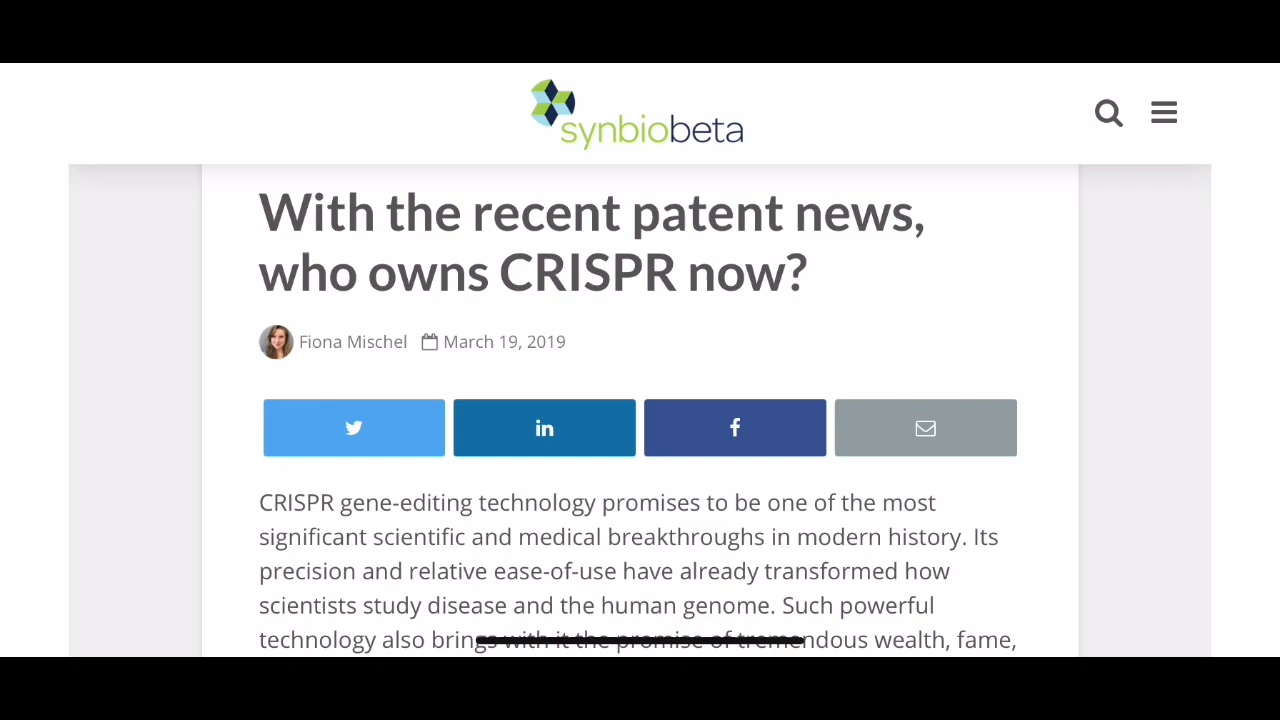 synbiobeta
With the recent patent news,
who owns CRISPR now?
Fiona Mischel March 19, 2019
in f
CRISPR gene-editing technology promises to be one of the most
significant scientific and medical breakthroughs in modern history. Its
precision and relative ease-of-use have already transformed how
scientists study disease and the human genome. Such powerful
technology also brings with it the promise of tremendous wealth, fame,